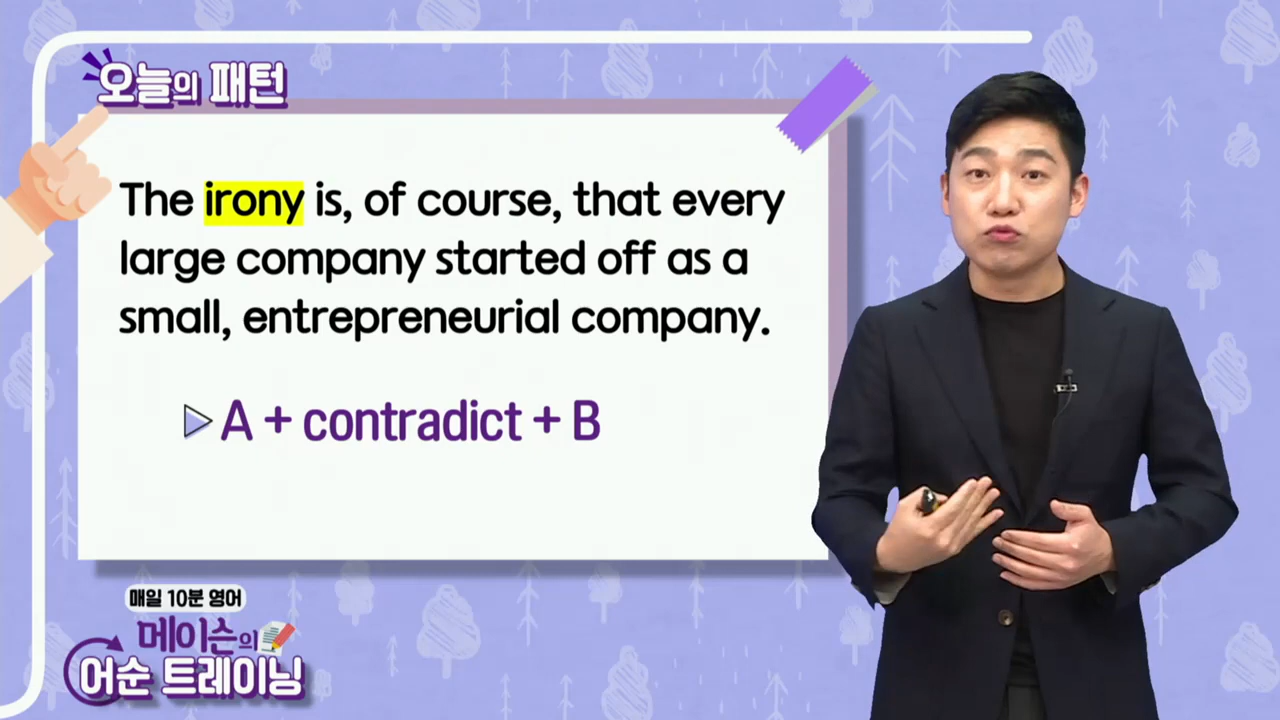 오늘의 패턴
The irony is, of course, that every
large company started off as a
small, entrepreneurial company.
A + contradict + B
매일 10분 영어
메이슨의
어순 트레이닝